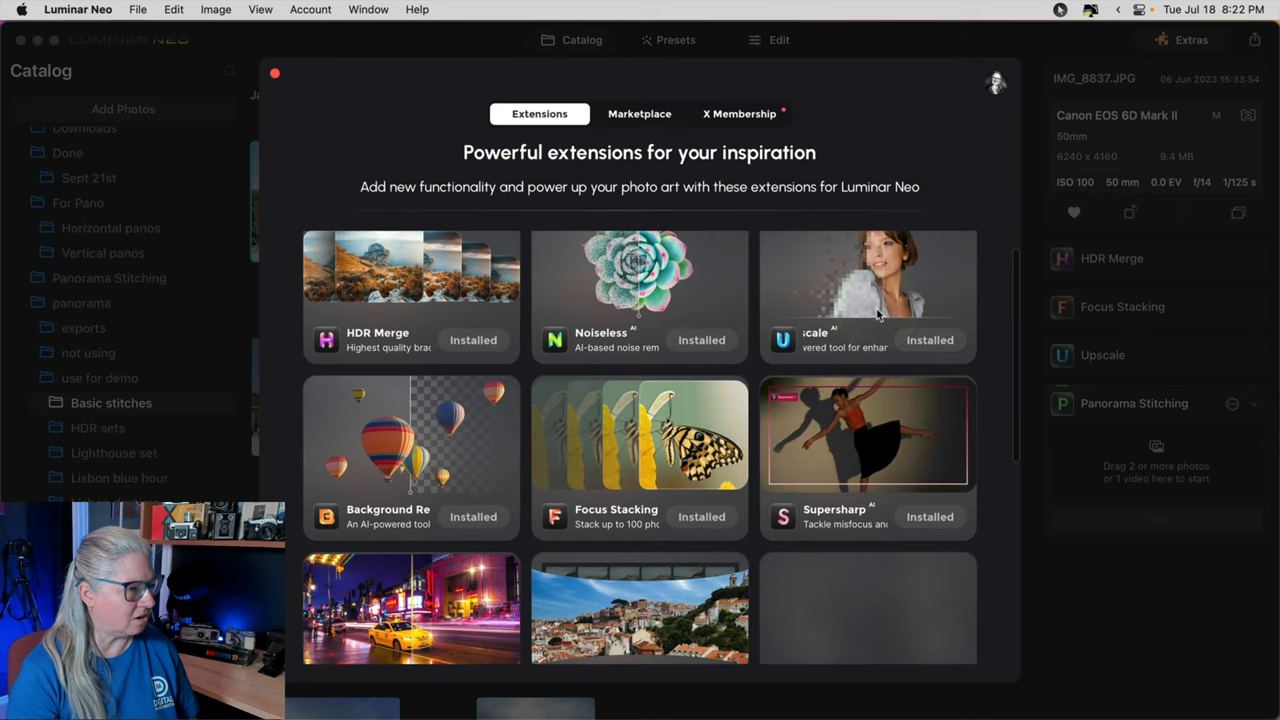 Luminar Neo File Edit Image View Account Window Help Tue Jul 18 8:22 PM
LUMINAR NEO Catalog Presets Edit Extras
Catalog
Add Photos
Downloads
Done
Sept 21st
For Pano
Horizontal panos
Vertical panos
Panorama Stitching
panorama
exports
not using
use for demo
Basic stitches
HDR sets
Lighthouse set
Lisbon blue hour
Ja
Extensions Marketplace X Membership
Powerful extensions for your inspiration
Add new functionality and power up your photo art with these extensions for Luminar Neo
HDR Merge
Highest quality brac
Installed
Noiseless AI
AI-based noise rem
Installed
scale AI
vered tool for enhar
Installed
Background Re
An AI-powered tool
Installed
Focus Stacking
Stack up to 100 pho
Installed
Supersharp AI
Tackle misfocus and
Installed
IMG_8837.JPG 06 Jun 2023 15:33:54
Canon EOS 6D Mark II M
50mm
6240 x 4160 9.4 MB
ISO 100 50 mm 0.0 EV f/14 1/125 s
H HDR Merge
F Focus Stacking
U Upscale
P Panorama Stitching
Drag 2 or more photos
or 1 video here to start